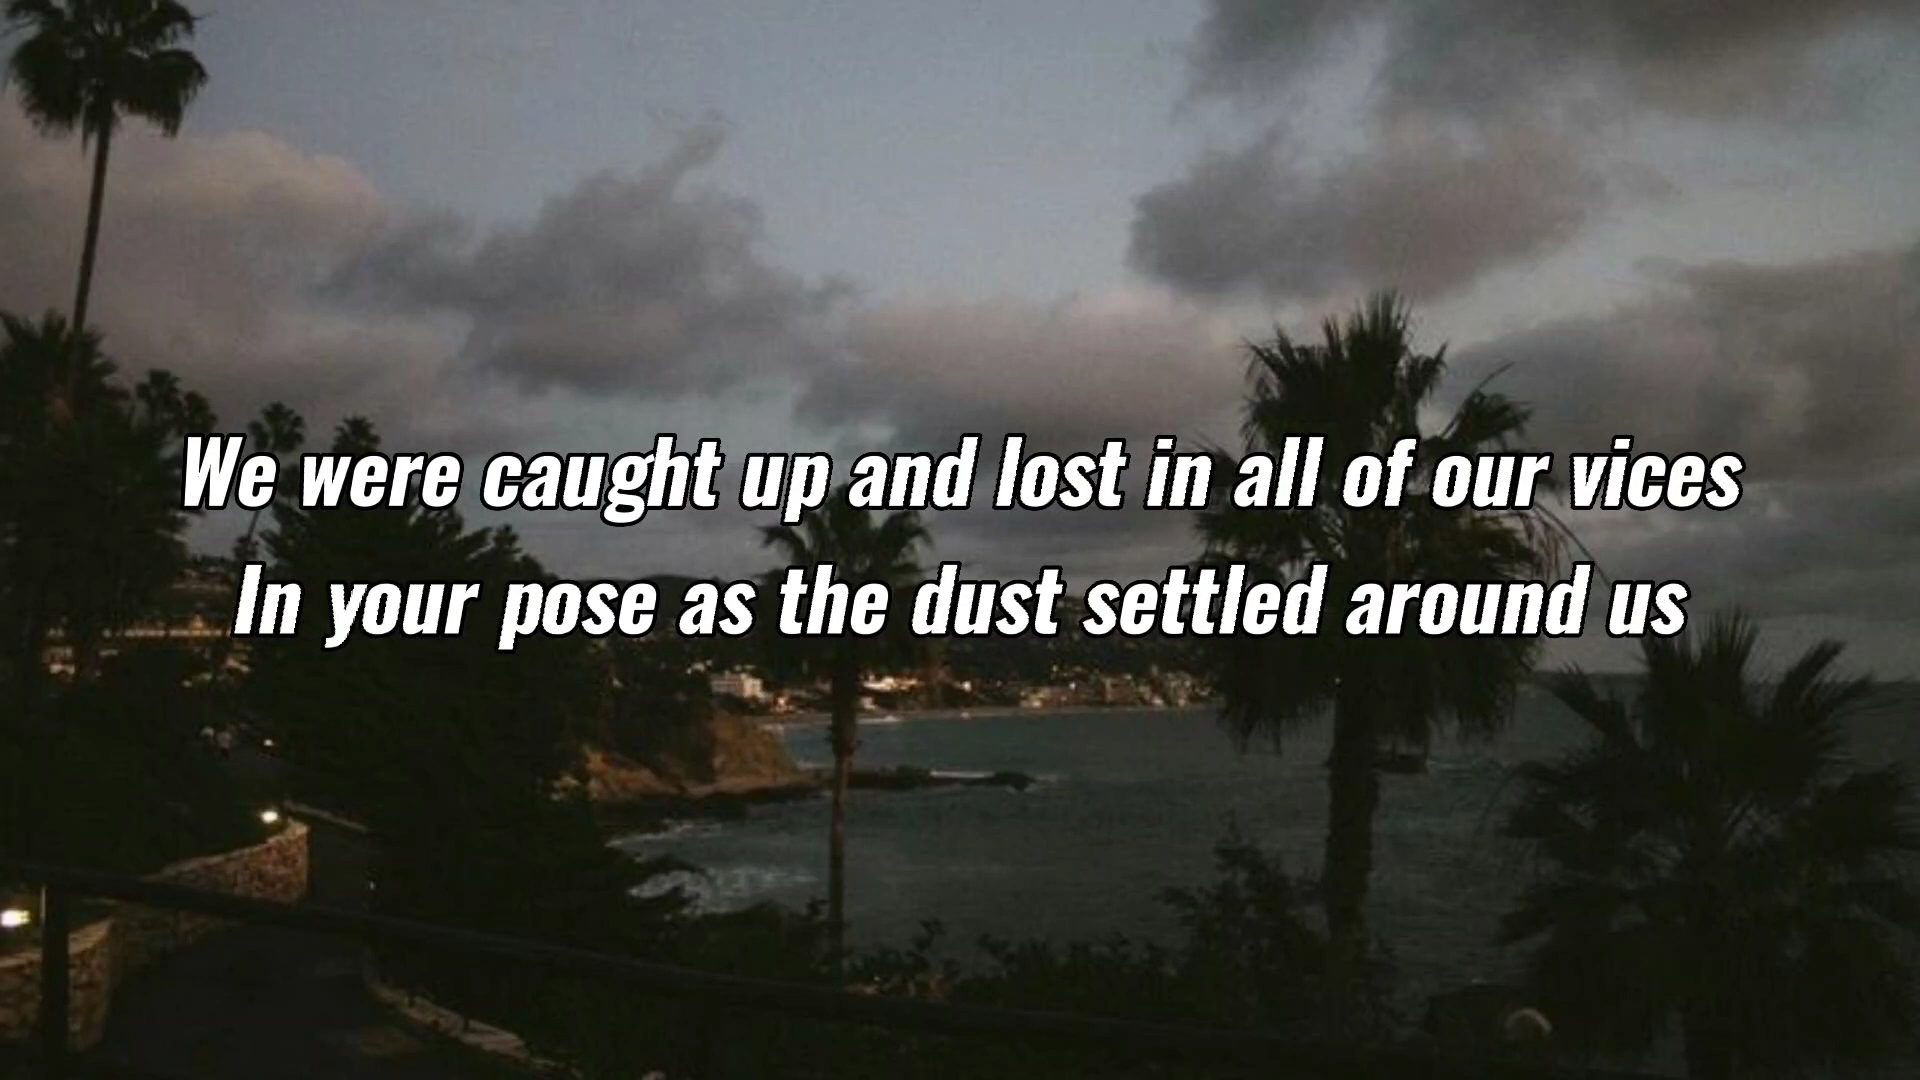 We were caught up and lost in all of our vices
In your pose as the dust settled around us